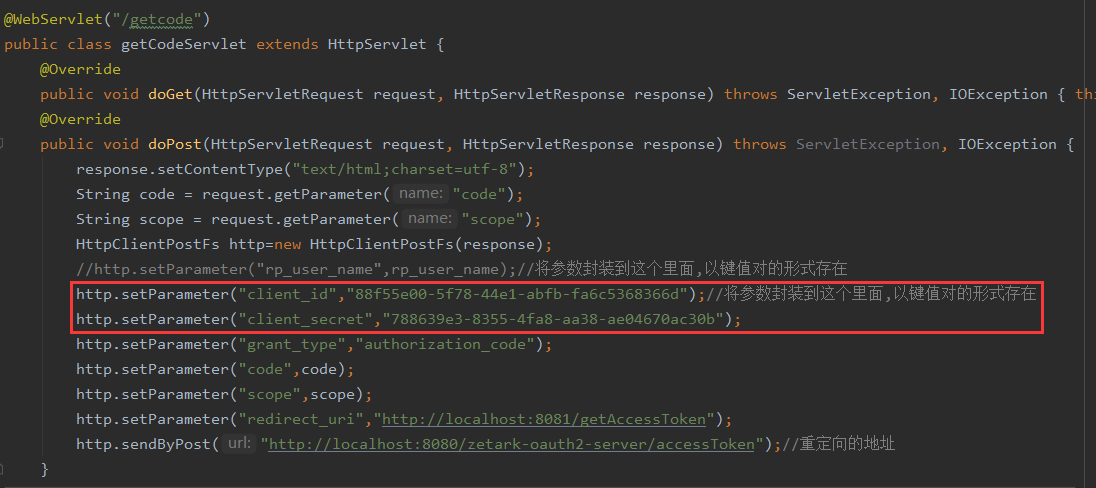 @WebServlet("/getcode")
public class getCodeServlet extends HttpServlet {
@Override
public void doGet(HttpServletRequest request, HttpServletResponse response) throws ServletException, IOException { thi
@Override
public void doPost(HttpServletRequest request, HttpServletResponse response) throws ServletException, IOException {
response.setContentType("text/html;charset=utf-8");
String code = request.getParameter( name: "code");
String scope = request.getParameter( name: "scope");
HttpClientPostFs http=new HttpClientPostFs(response);
//http.setParameter("rp_user_name",rp_user_name);//将参数封装到这个里面,以键值对的形式存在
http.setParameter("client_id","88f55e00-5f78-44e1-abfb-fa6c5368366d");//将参数封装到这个里面,以键值对的形式存在
http.setParameter("client_secret","788639e3-8355-4fa8-aa38-ae04670ac30b");
http.setParameter("grant_type","authorization_code");
http.setParameter("code",code);
http.setParameter("scope",scope);
http.setParameter("redirect_uri","http://localhost:8081/getAccessToken");
http.sendByPost( url: "http://localhost:8080/zetark-oauth2-server/accessToken");//重定向的地址
}